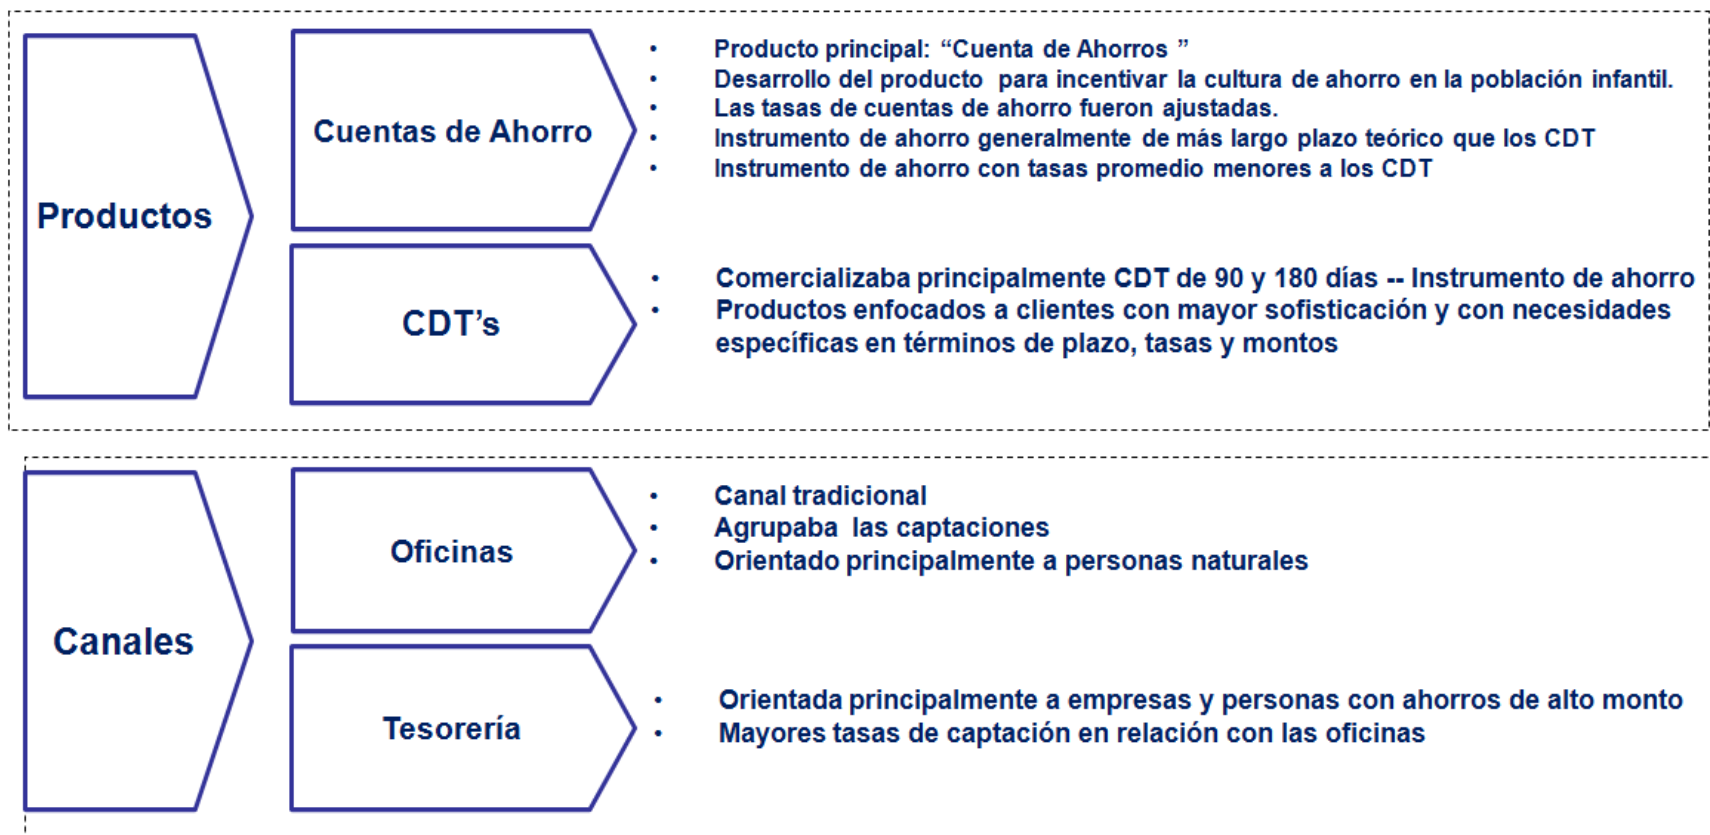 Productos
Cuentas de Ahorro
• Producto principal: “Cuenta de Ahorros ”
• Desarrollo del producto para incentivar la cultura de ahorro en la población infantil.
• Las tasas de cuentas de ahorro fueron ajustadas.
• Instrumento de ahorro generalmente de más largo plazo teórico que los CDT
• Instrumento de ahorro con tasas promedio menores a los CDT
CDT’s
• Comercializaba principalmente CDT de 90 y 180 días -- Instrumento de ahorro
• Productos enfocados a clientes con mayor sofisticación y con necesidades
específicas en términos de plazo, tasas y montos
Canales
Oficinas
• Canal tradicional
• Agrupaba las captaciones
• Orientado principalmente a personas naturales
Tesorería
• Orientada principalmente a empresas y personas con ahorros de alto monto
• Mayores tasas de captación en relación con las oficinas